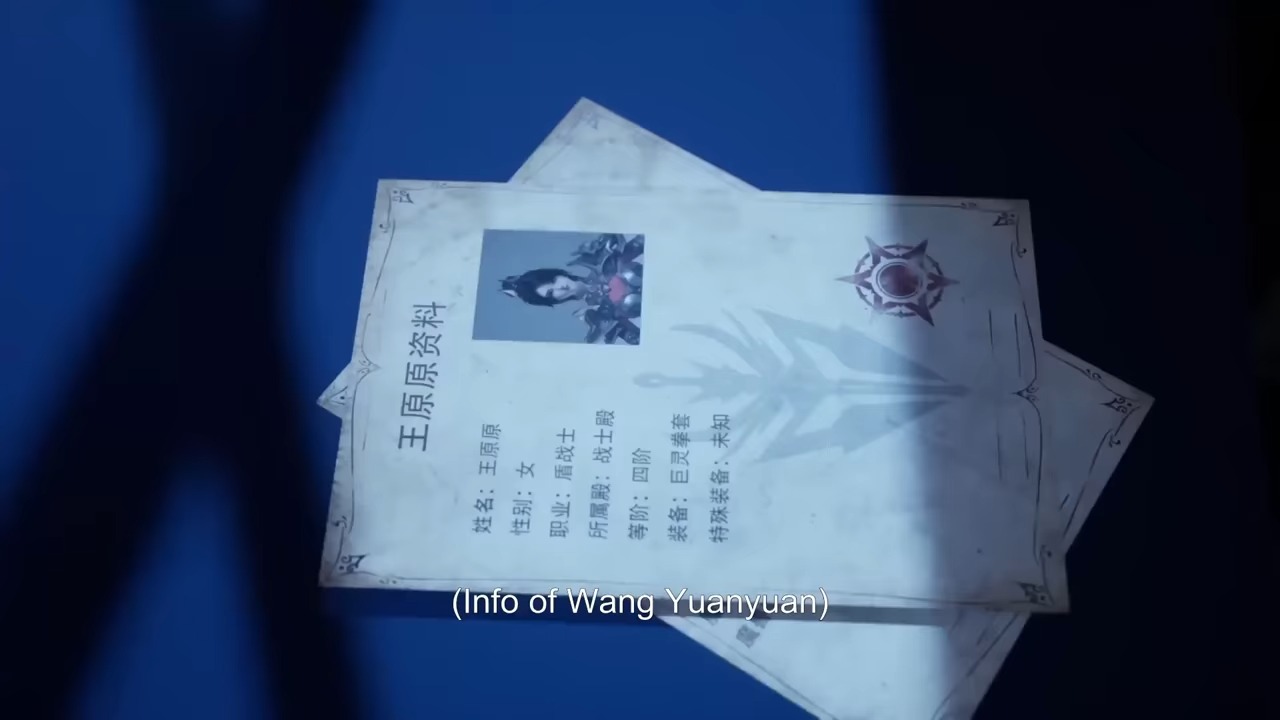 王原原资料
姓名：王原原
性别：女
职业：盾战士
所属殿：战士殿
等阶：四阶
装备：巨灵拳套
特殊装备：未知
(Info of Wang Yuanyuan)